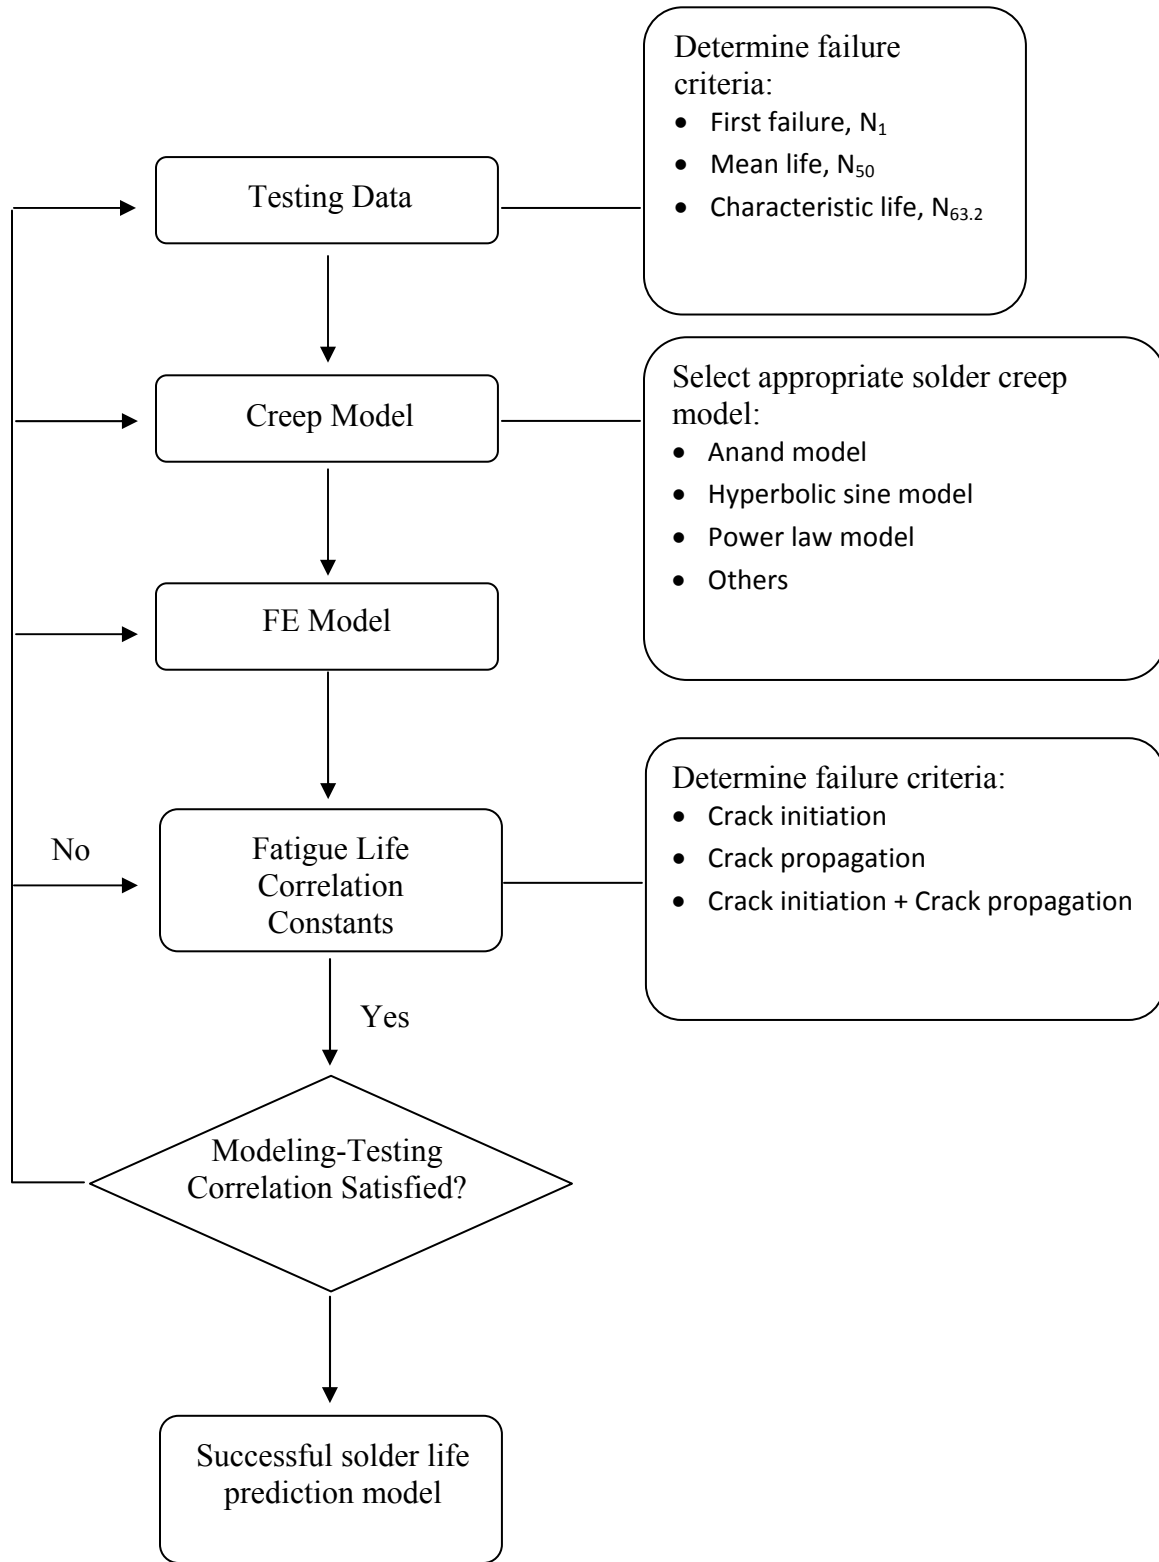 Determine failure
criteria:
• First failure, N₁
• Mean life, N₅₀
• Characteristic life, N₆₃.₂
Testing Data
Select appropriate solder creep
model:
• Anand model
• Hyperbolic sine model
• Power law model
• Others
Creep Model
FE Model
Determine failure criteria:
• Crack initiation
• Crack propagation
• Crack initiation + Crack propagation
No
Fatigue Life
Correlation
Constants
Yes
Modeling-Testing
Correlation Satisfied?
Successful solder life
prediction model